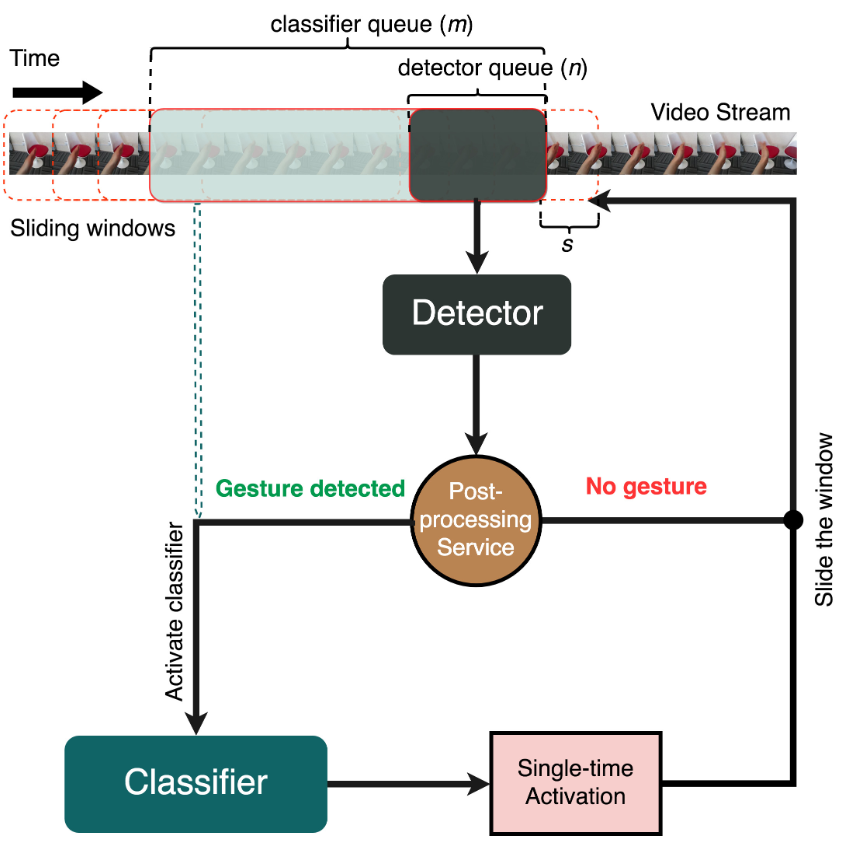 classifier queue (m)
Time
detector queue (n)
Video Stream
Sliding windows
s
Detector
Gesture detected
Post-
processing
Service
No gesture
Slide the window
Activate classifier
Classifier
Single-time
Activation